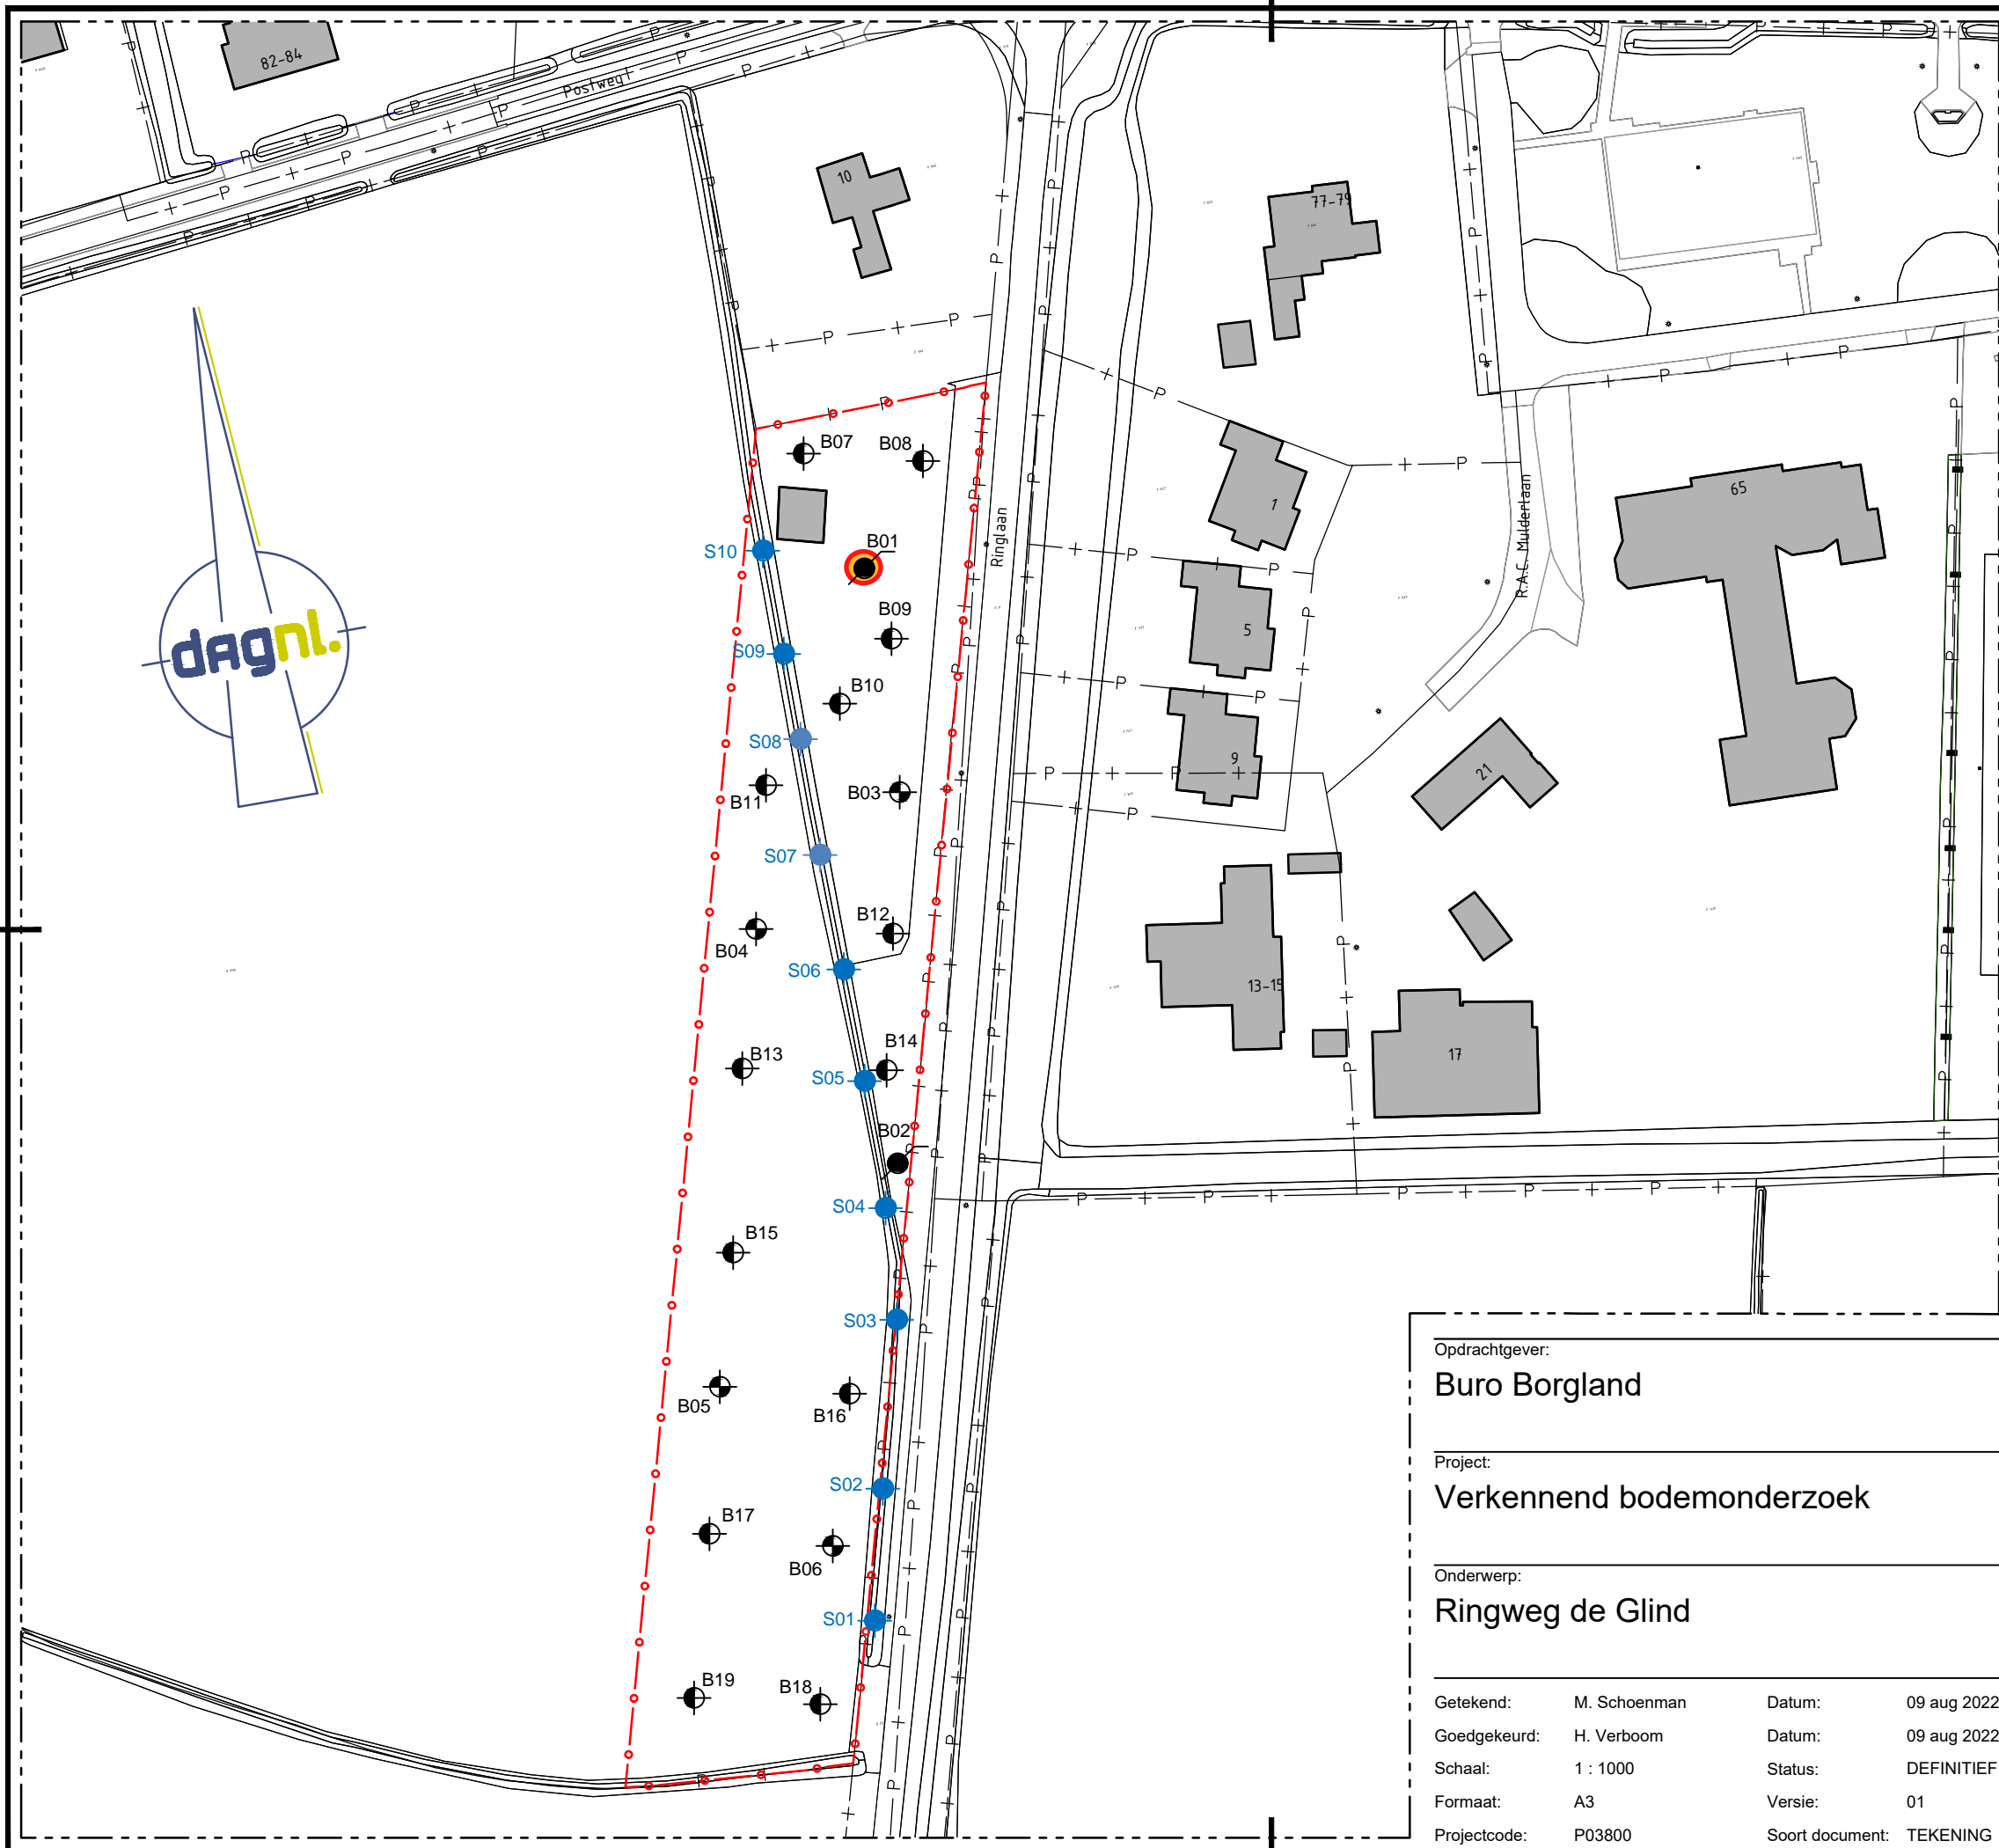 82-84
Postweg
10
77-79
B07
B08
Ringlaan
1
R.A.C. Mulderlaan
65
S10
B01
B09
5
dagnl.
S09
B10
S08
9
21
B11
B03
S07
B12
B04
S06
13-15
B14
B13
17
S05
B02
S04
B15
S03
B05
B16
S02
B17
B06
S01
B19
B18
Opdrachtgever:
Buro Borgland
Project:
Verkennend bodemonderzoek
Onderwerp:
Ringweg de Glind
Getekend: M. Schoenman Datum: 09 aug 2022
Goedgekeurd: H. Verboom Datum: 09 aug 2022
Schaal: 1 : 1000 Status: DEFINITIEF
Formaat: A3 Versie: 01
Projectcode: P03800 Soort document: TEKENING